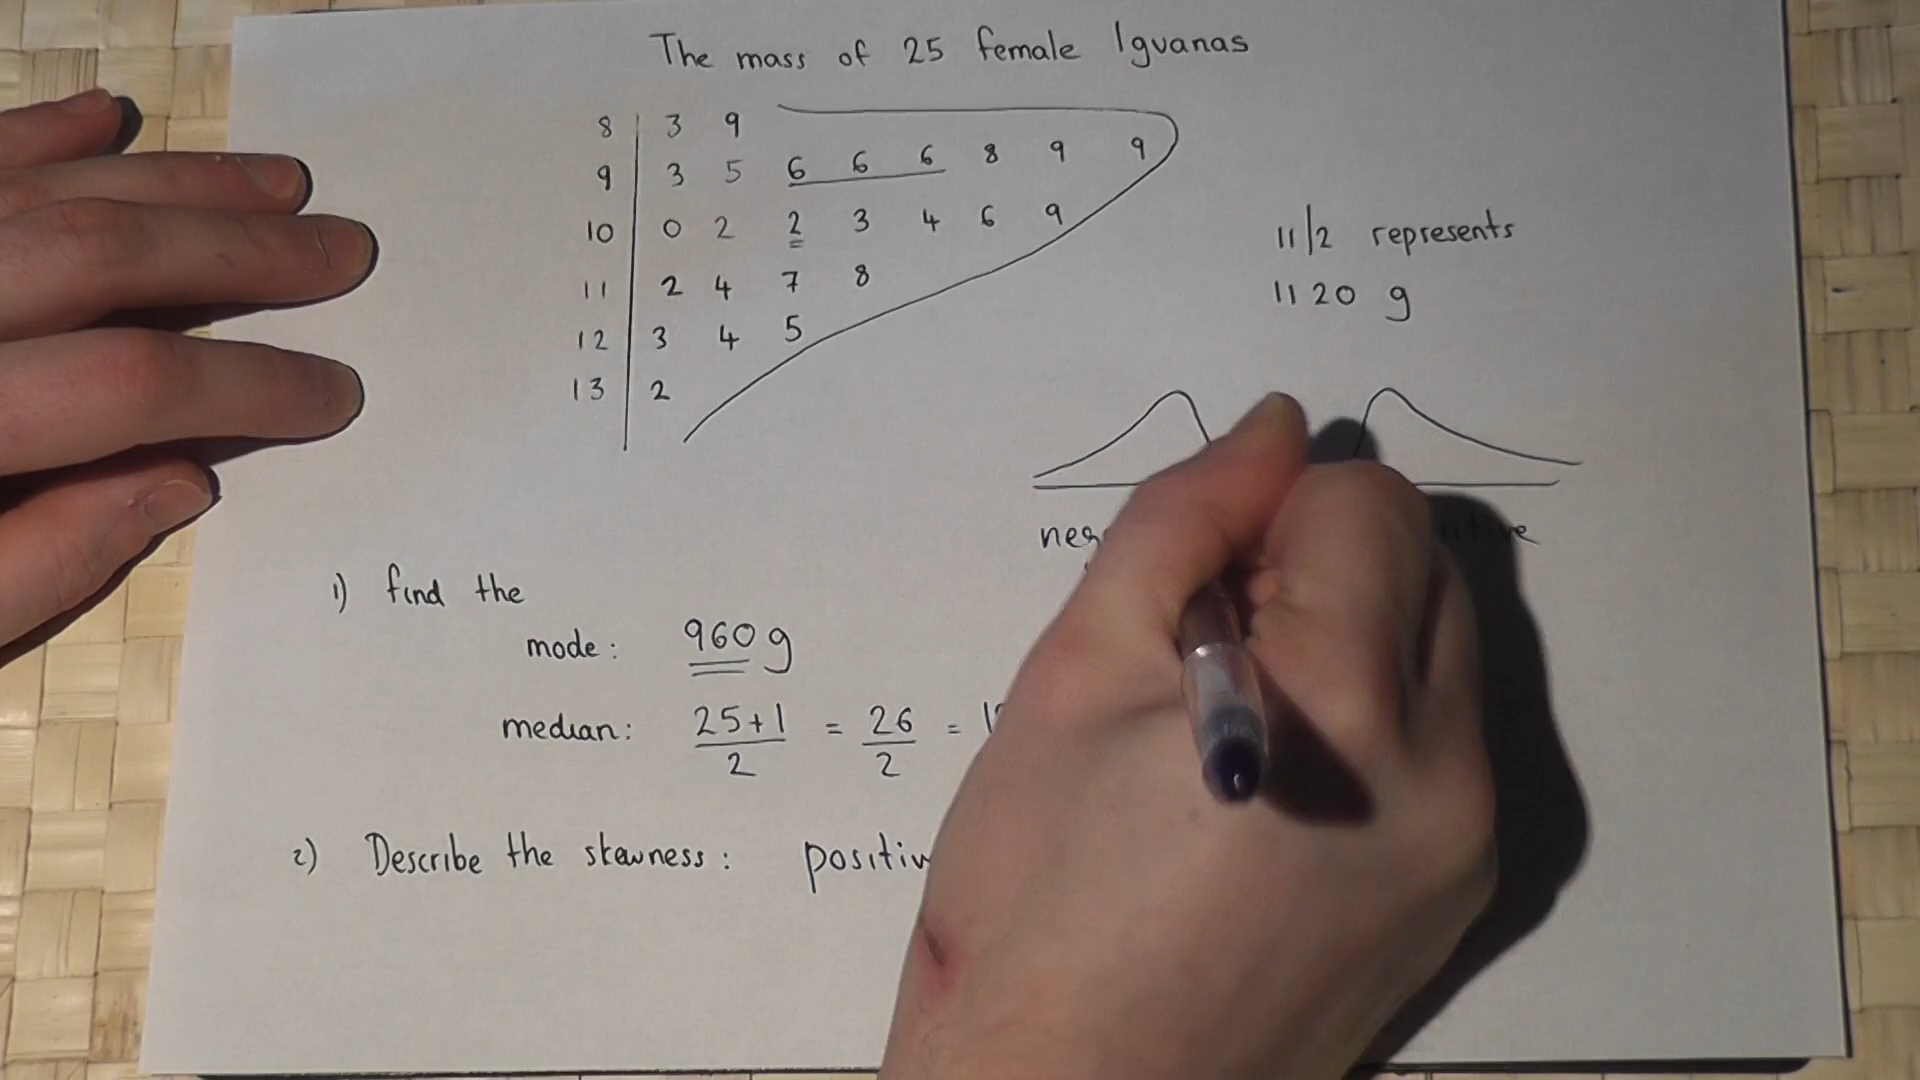 The mass of 25 female Iguanas
8 | 3 9
9 | 3 5 6 6 6 8 9 9
10 | 0 2 2 3 4 6 9
11 | 2 4 7 8
12 | 3 4 5
13 | 2
11/2 represents
1120 g
1) find the
mode: 960g
median: 25+1/2 = 26/2 =
2) Describe the skewness: